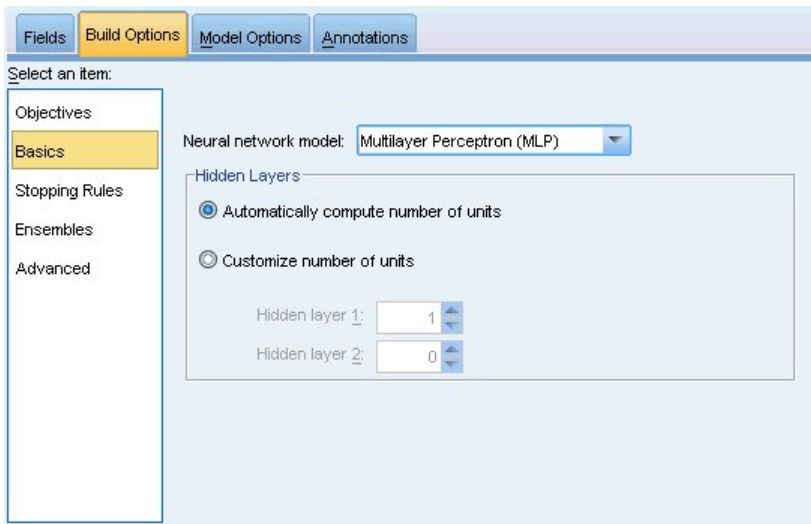 Fields Build Options Model Options Annotations
Select an item:
Objectives
Basics
Stopping Rules
Ensembles
Advanced
Neural network model: Multilayer Perceptron (MLP)
Hidden Layers
Automatically compute number of units
Customize number of units
Hidden layer 1: 1
Hidden layer 2: 0